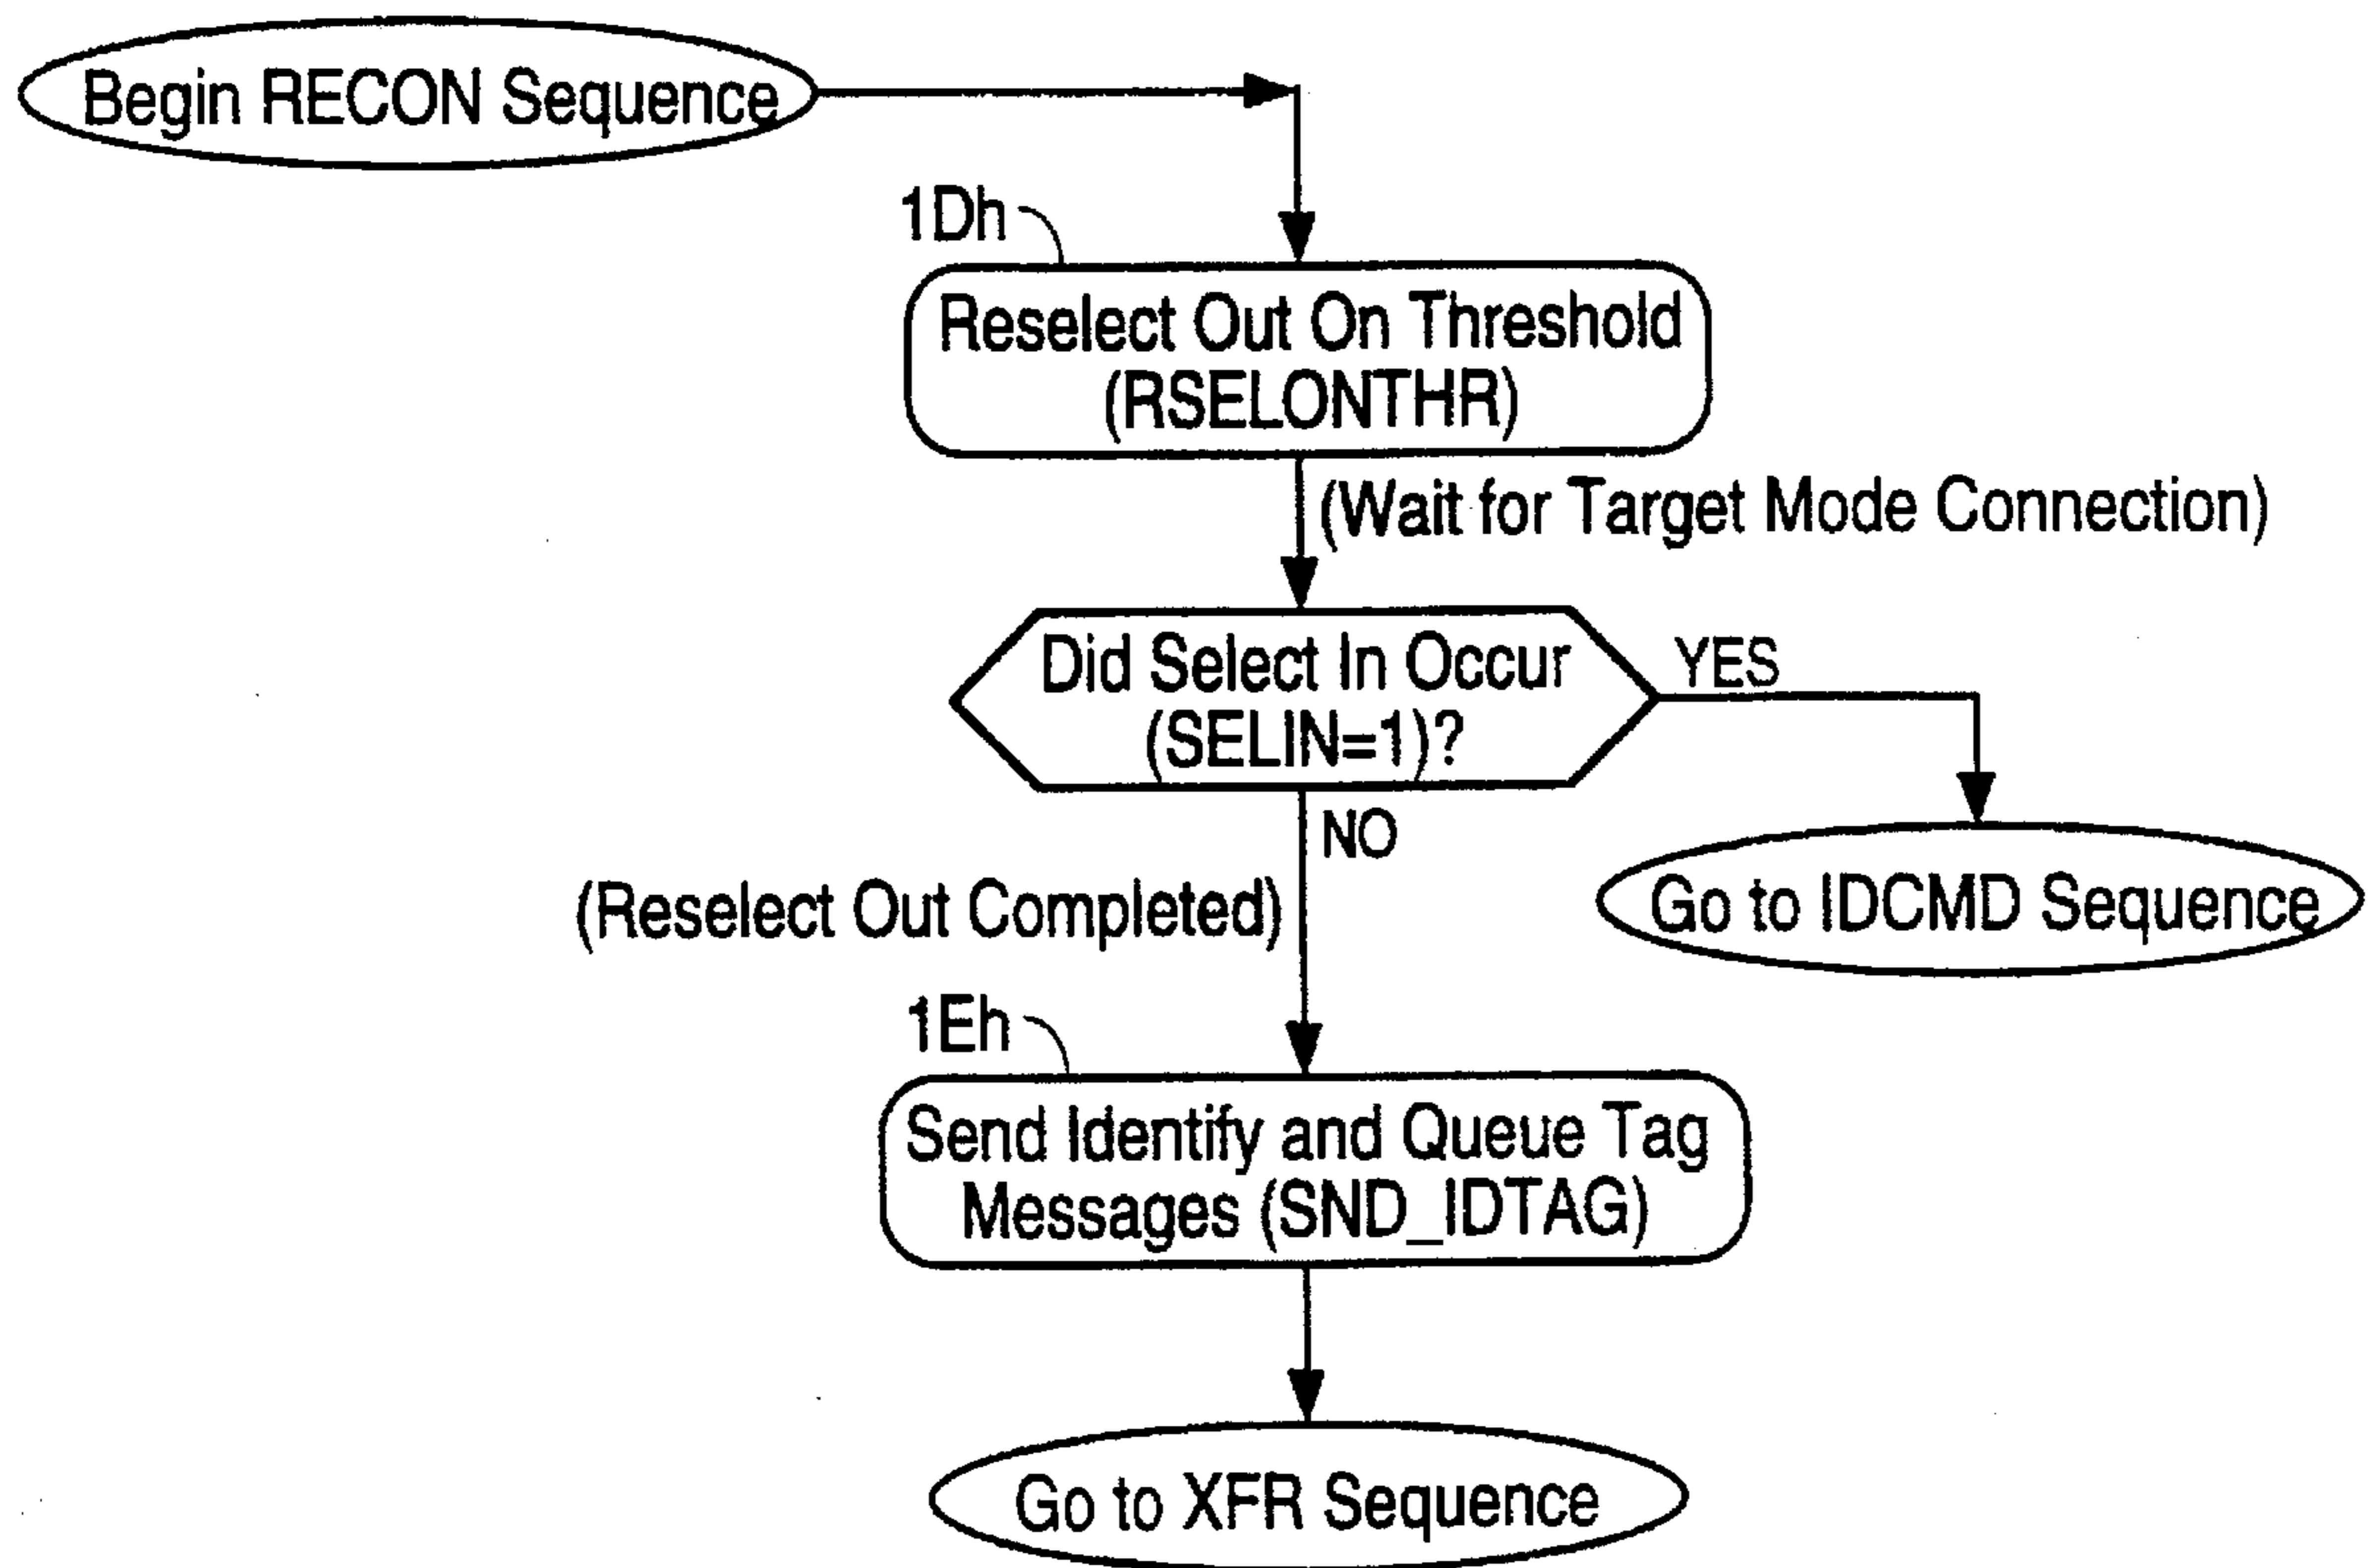 Begin RECON Sequence
1Dh
Reselect Out On Threshold
(RSELONTHR)
(Wait for Target Mode Connection)
Did Select In Occur
(SELIN=1)?
YES
NO
(Reselect Out Completed)
Go to IDCMD Sequence
1Eh
Send Identify and Queue Tag
Messages (SND_IDTAG)
Go to XFR Sequence